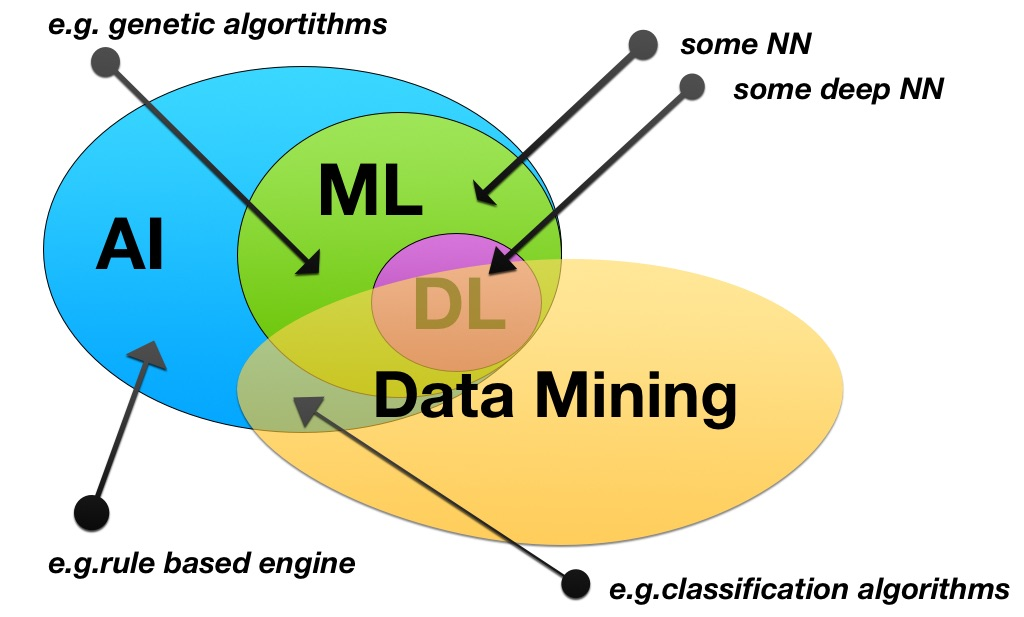 e.g. genetic algortithms
some NN
some deep NN
ML
AI
DL
Data Mining
e.g.rule based engine
e.g.classification algorithms